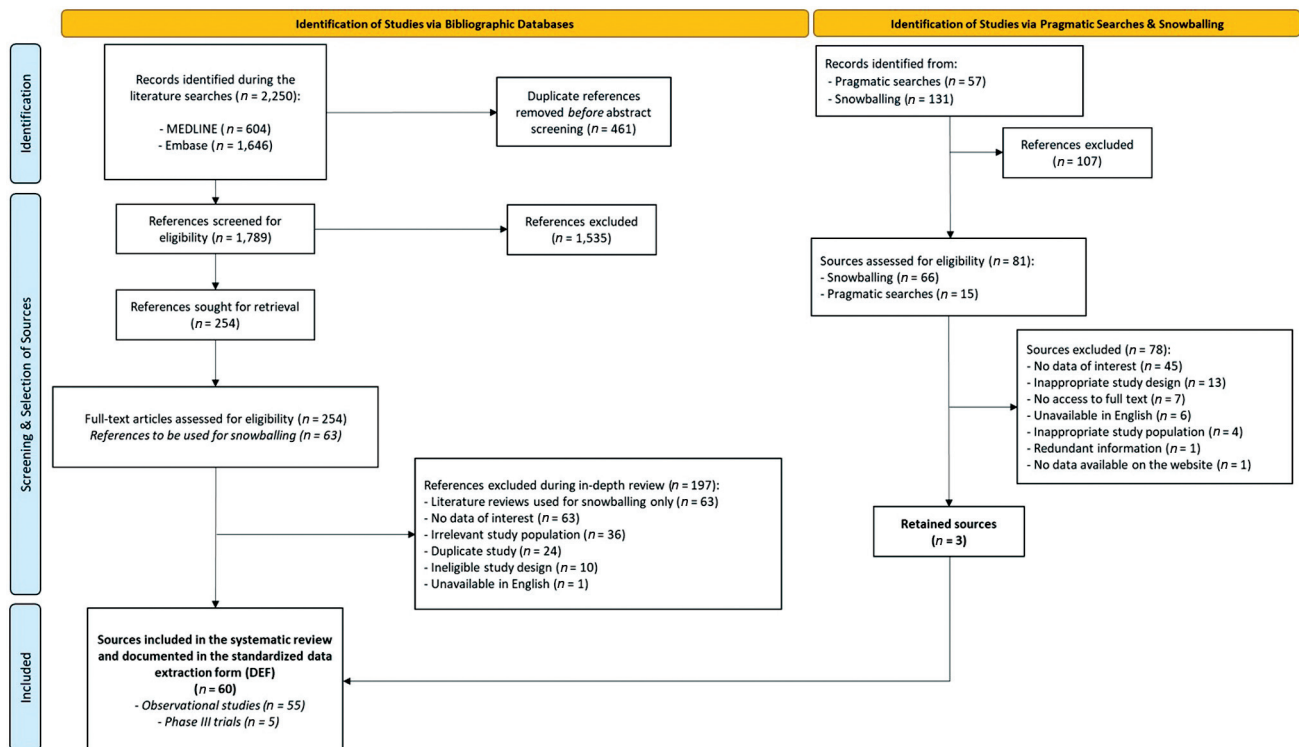 Identification of Studies via Bibliographic Databases
Identification of Studies via Pragmatic Searches & Snowballing
Identification
Records identified during the
literature searches (n = 2,250):
- MEDLINE (n = 604)
- Embase (n = 1,646)
Duplicate references
removed before abstract
screening (n = 461)
Records identified from:
- Pragmatic searches (n = 57)
- Snowballing (n = 131)
References excluded
(n = 107)
Screening & Selection of Sources
References screened for
eligibility (n = 1,789)
References excluded
(n = 1,535)
References sought for retrieval
(n = 254)
Sources assessed for eligibility (n = 81):
- Snowballing (n = 66)
- Pragmatic searches (n = 15)
Full-text articles assessed for eligibility (n = 254)
References to be used for snowballing (n = 63)
Sources excluded (n = 78):
- No data of interest (n = 45)
- Inappropriate study design (n = 13)
- No access to full text (n = 7)
- Unavailable in English (n = 6)
- Inappropriate study population (n = 4)
- Redundant information (n = 1)
- No data available on the website (n = 1)
References excluded during in-depth review (n = 197):
- Literature reviews used for snowballing only (n = 63)
- No data of interest (n = 63)
- Irrelevant study population (n = 36)
- Duplicate study (n = 24)
- Ineligible study design (n = 10)
- Unavailable in English (n = 1)
Retained sources
(n = 3)
Included
Sources included in the systematic review
and documented in the standardized data
extraction form (DEF)
(n = 60)
- Observational studies (n = 55)
- Phase III trials (n = 5)